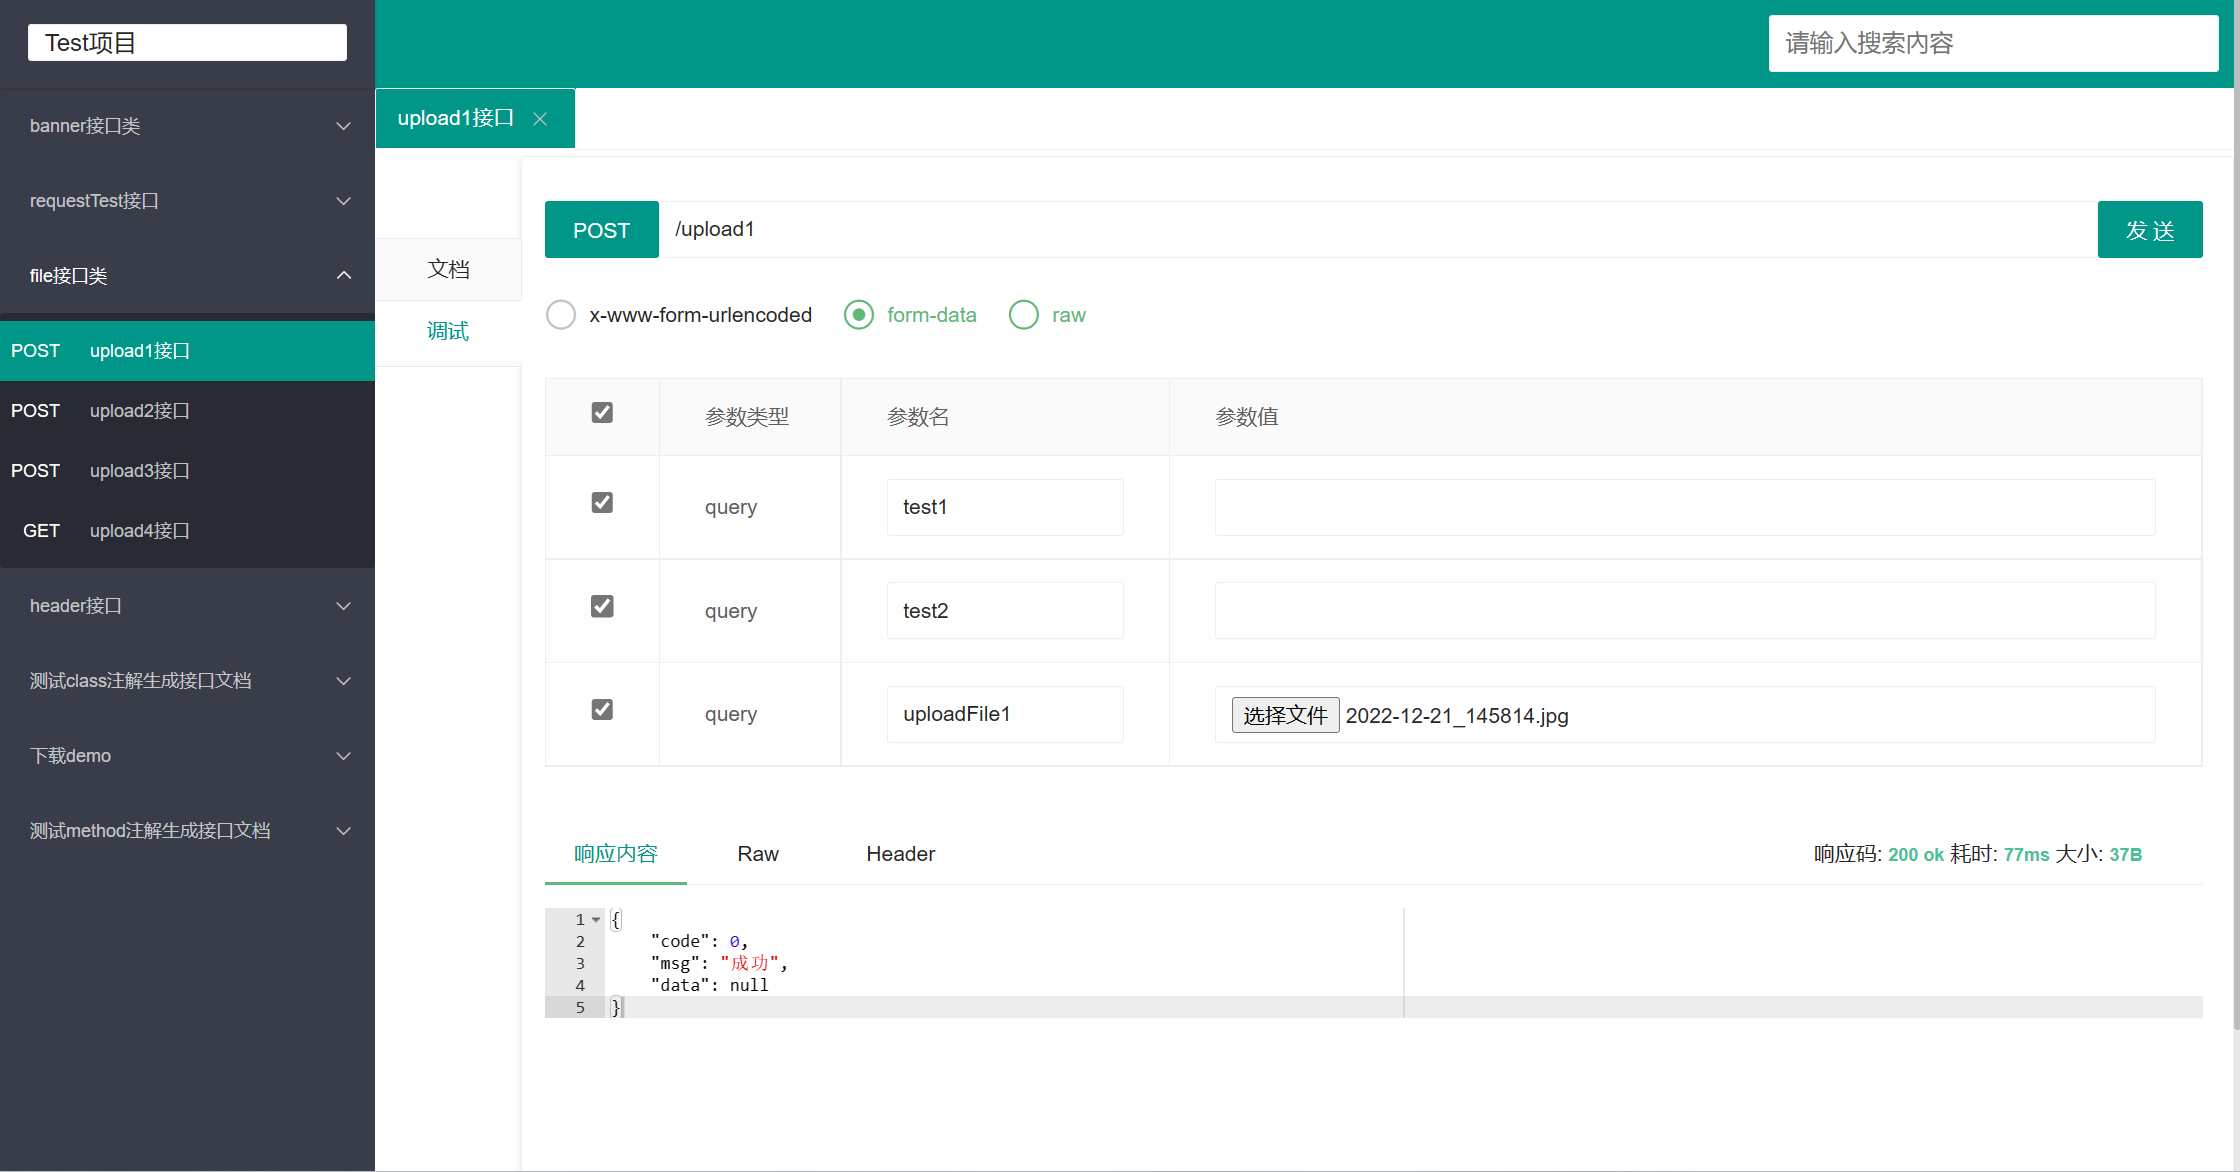 Test项目
请输入搜索内容
banner接口类
requestTest接口
file接口类
POST upload1接口
POST upload2接口
POST upload3接口
GET upload4接口
header接口
测试class注解生成接口文档
下载demo
测试method注解生成接口文档
upload1接口
文档
调试
POST /upload1 发 送
x-www-form-urlencoded form-data raw
参数类型 参数名 参数值
query test1
query test2
query uploadFile1 选择文件 2022-12-21_145814.jpg
响应内容 Raw Header 响应码: 200 ok 耗时: 77ms 大小: 37B
1 {
2 "code": 0,
3 "msg": "成功",
4 "data": null
5 }